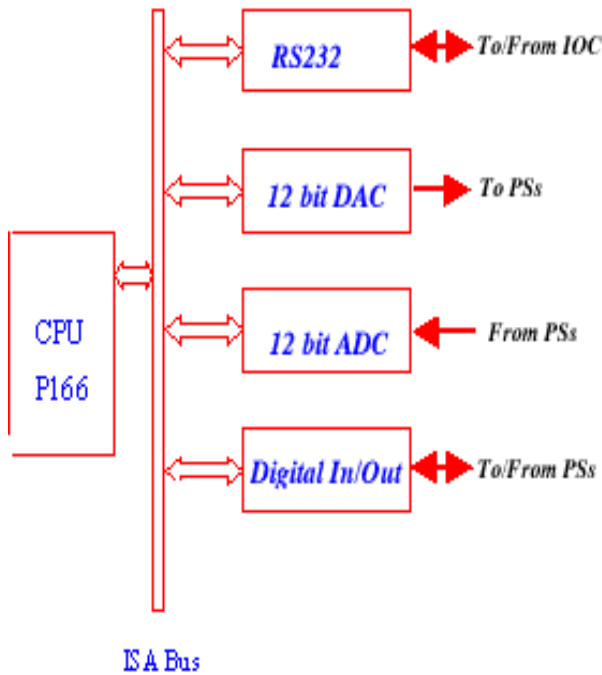 RS232
To/From IOC
12 bit DAC
To PSs
CPU
P166
12 bit ADC
From PSs
Digital In/Out
To/From PSs
ISA Bus